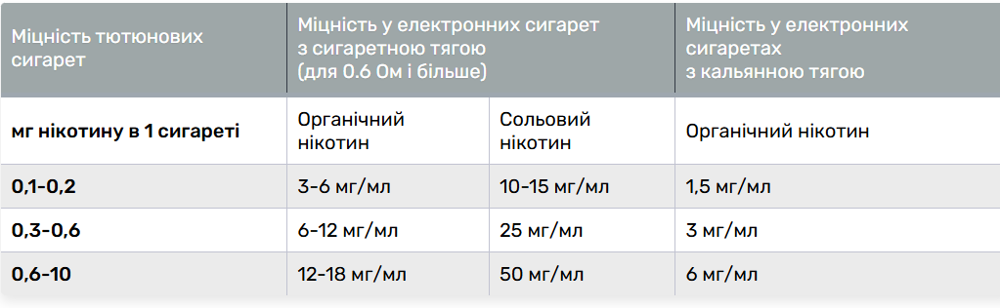 Міцність тютюнових
сигарет
Міцність у електронних сигарет
з сигаретною тягою
(для 0.6 Ом і більше)
Міцність у електронних
сигаретах
з кальянною тягою
мг нікотину в 1 сигареті
Органічний
нікотин
Сольовий
нікотин
Органічний нікотин
0,1-0,2
3-6 мг/мл
10-15 мг/мл
1,5 мг/мл
0,3-0,6
6-12 мг/мл
25 мг/мл
3 мг/мл
0,6-10
12-18 мг/мл
50 мг/мл
6 мг/мл